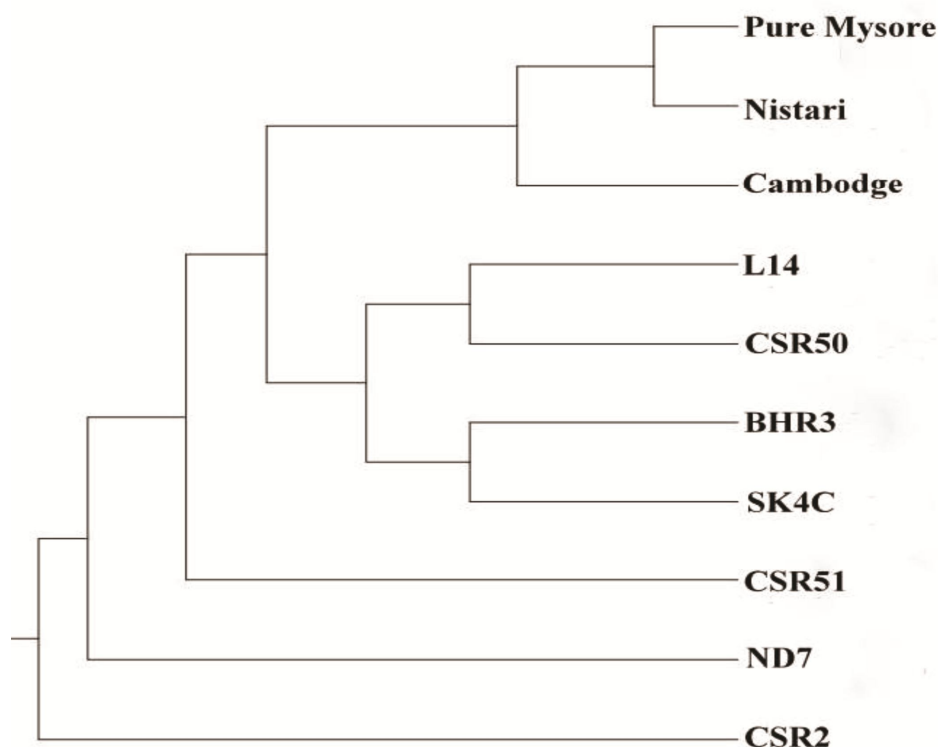 Pure Mysore
Nistari
Cambodge
L14
CSR50
BHR3
SK4C
CSR51
ND7
CSR2